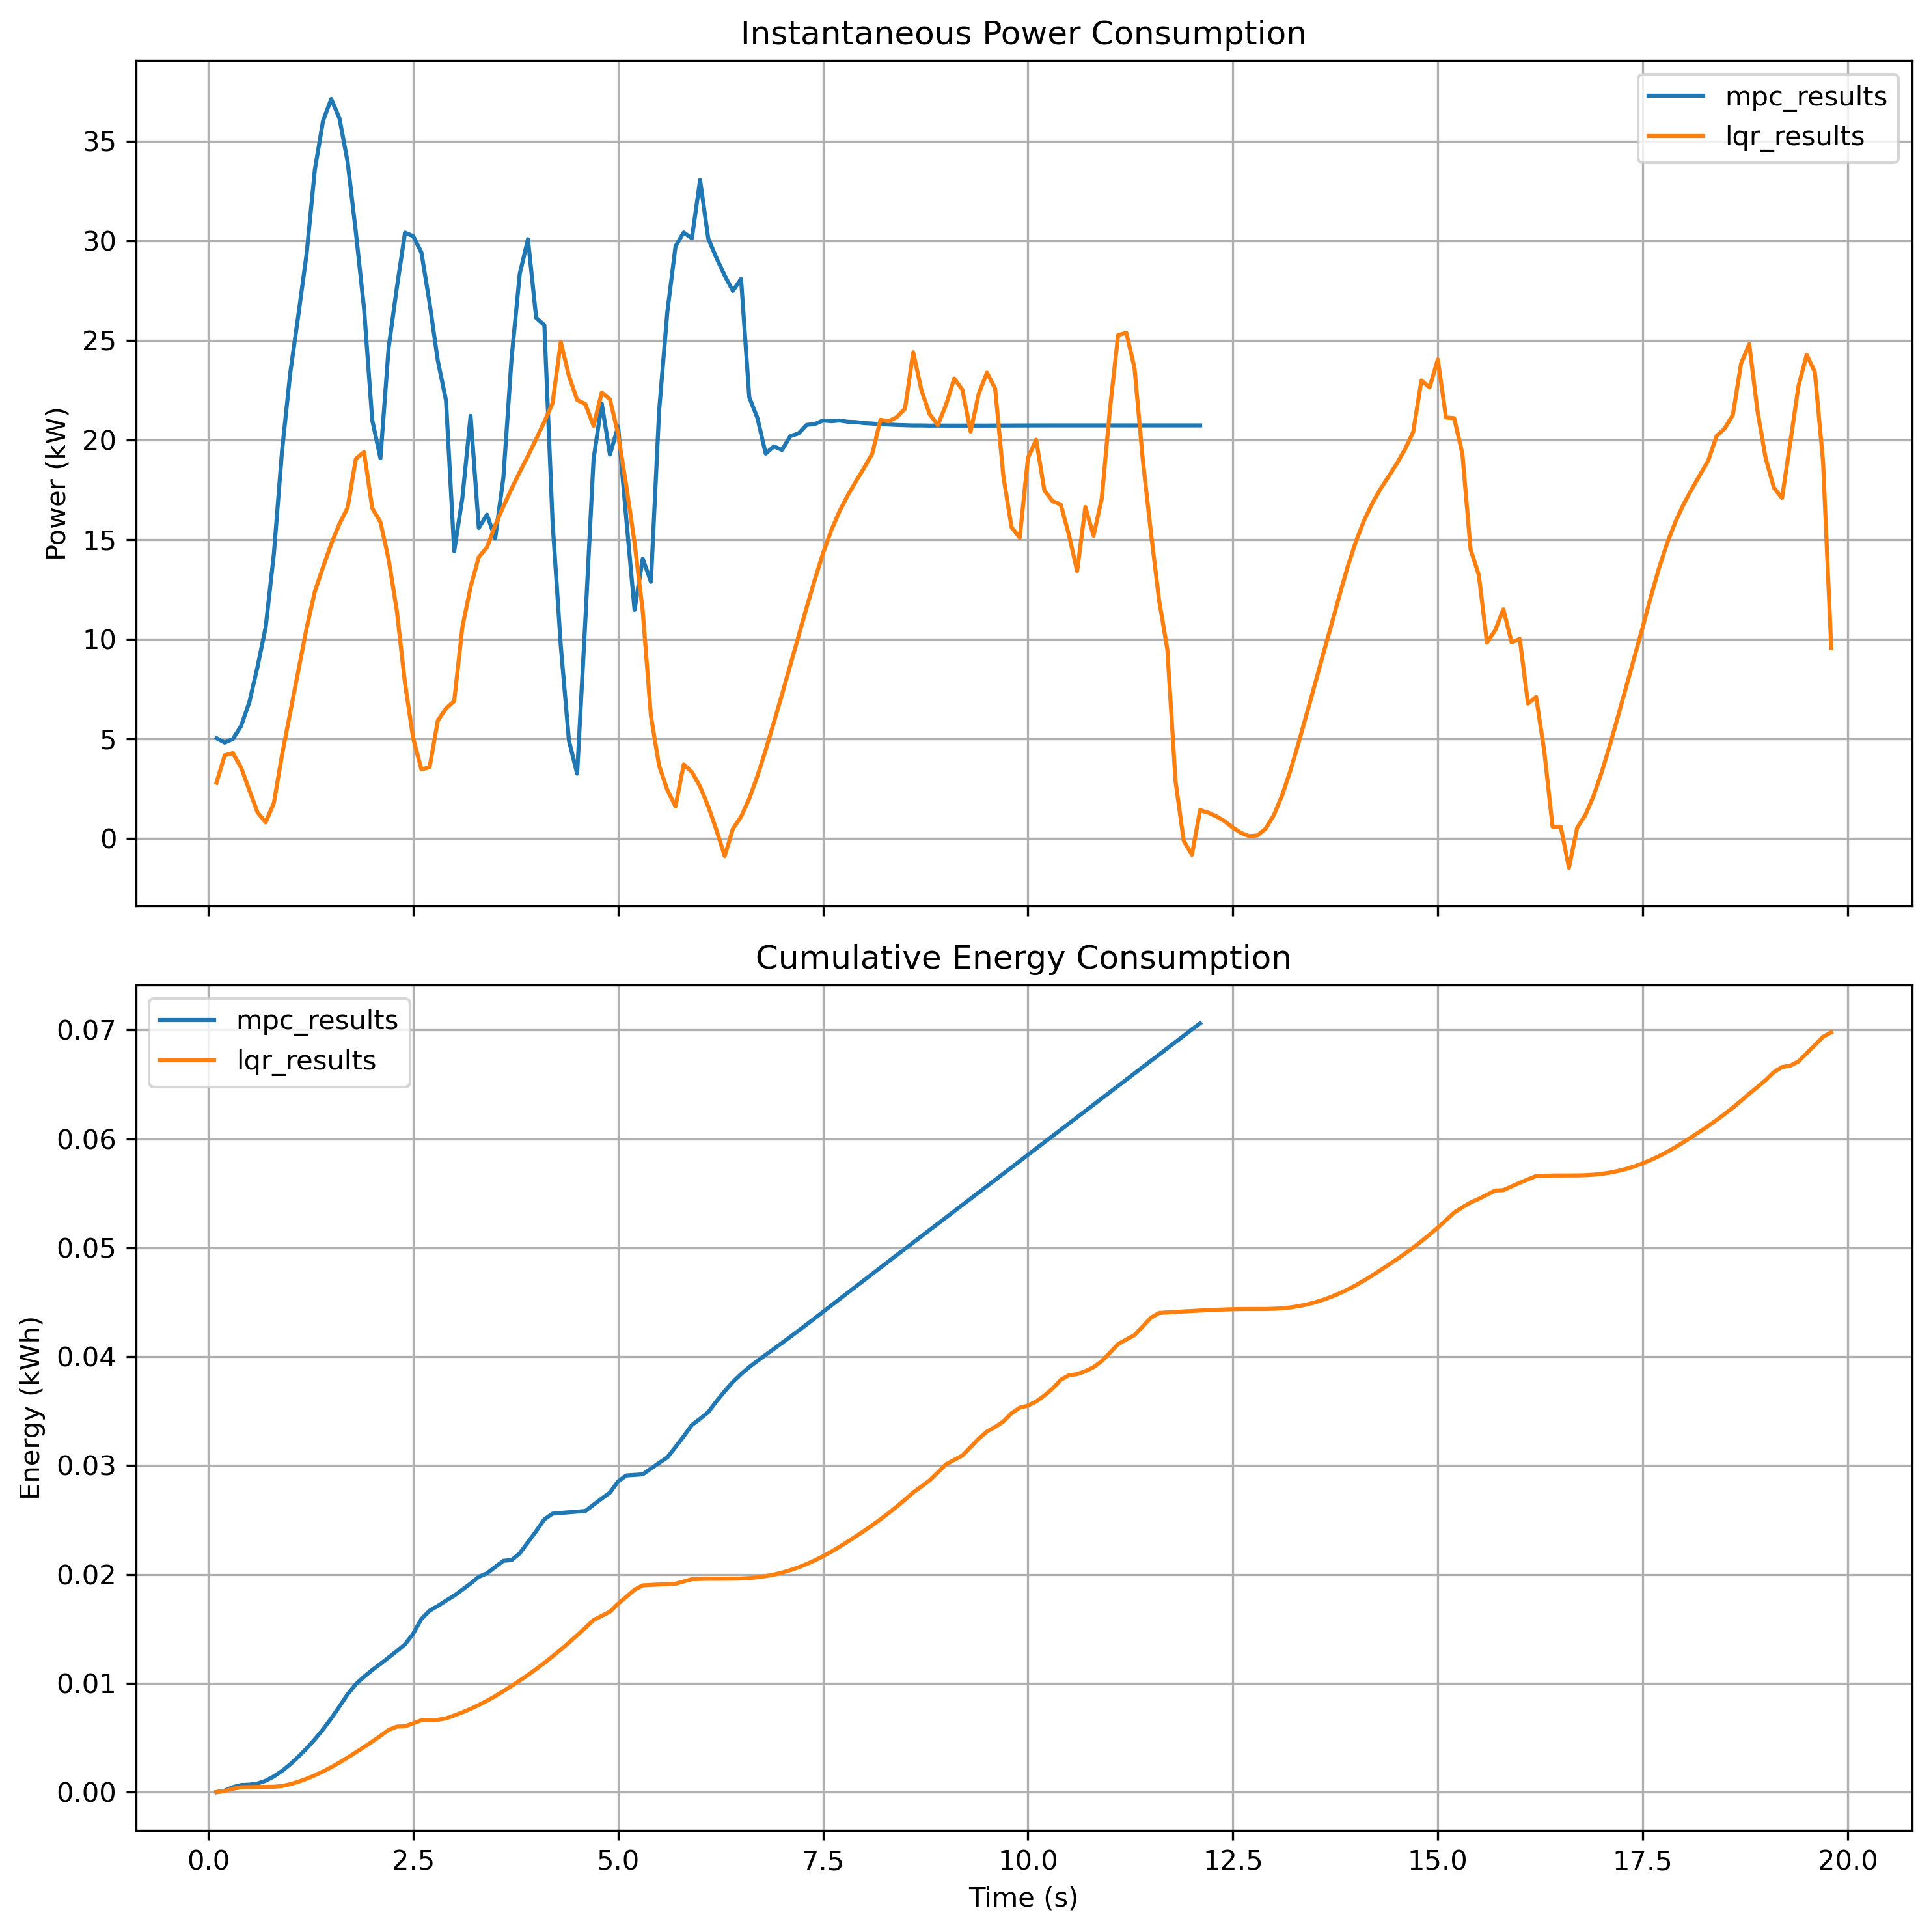 Instantaneous Power Consumption
mpc_results
lqr_results
35
30
25
20
15
10
5
0
Power (kW)
Cumulative Energy Consumption
mpc_results
lqr_results
0.07
0.06
0.05
0.04
0.03
0.02
0.01
0.00
Energy (kWh)
0.0 2.5 5.0 7.5 10.0 12.5 15.0 17.5 20.0
Time (s)